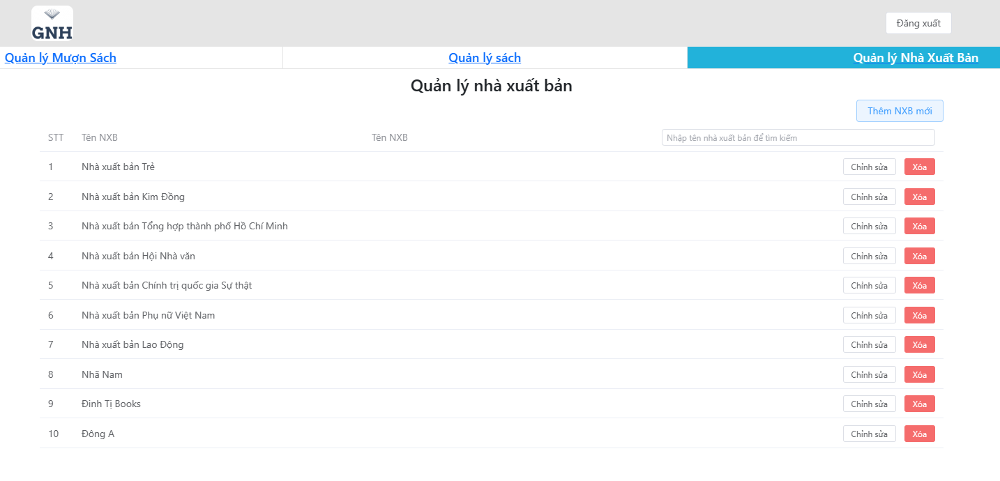 GNH
Đăng xuất
Quản lý Mượn Sách Quản lý sách Quản lý Nhà Xuất Bản
Quản lý nhà xuất bản
Thêm NXB mới
STT Tên NXB Tên NXB Nhập tên nhà xuất bản để tìm kiếm
1 Nhà xuất bản Trẻ Chỉnh sửa Xóa
2 Nhà xuất bản Kim Đồng Chỉnh sửa Xóa
3 Nhà xuất bản Tổng hợp thành phố Hồ Chí Minh Chỉnh sửa Xóa
4 Nhà xuất bản Hội Nhà văn Chỉnh sửa Xóa
5 Nhà xuất bản Chính trị quốc gia Sự thật Chỉnh sửa Xóa
6 Nhà xuất bản Phụ nữ Việt Nam Chỉnh sửa Xóa
7 Nhà xuất bản Lao Động Chỉnh sửa Xóa
8 Nhã Nam Chỉnh sửa Xóa
9 Đinh Tị Books Chỉnh sửa Xóa
10 Đông A Chỉnh sửa Xóa